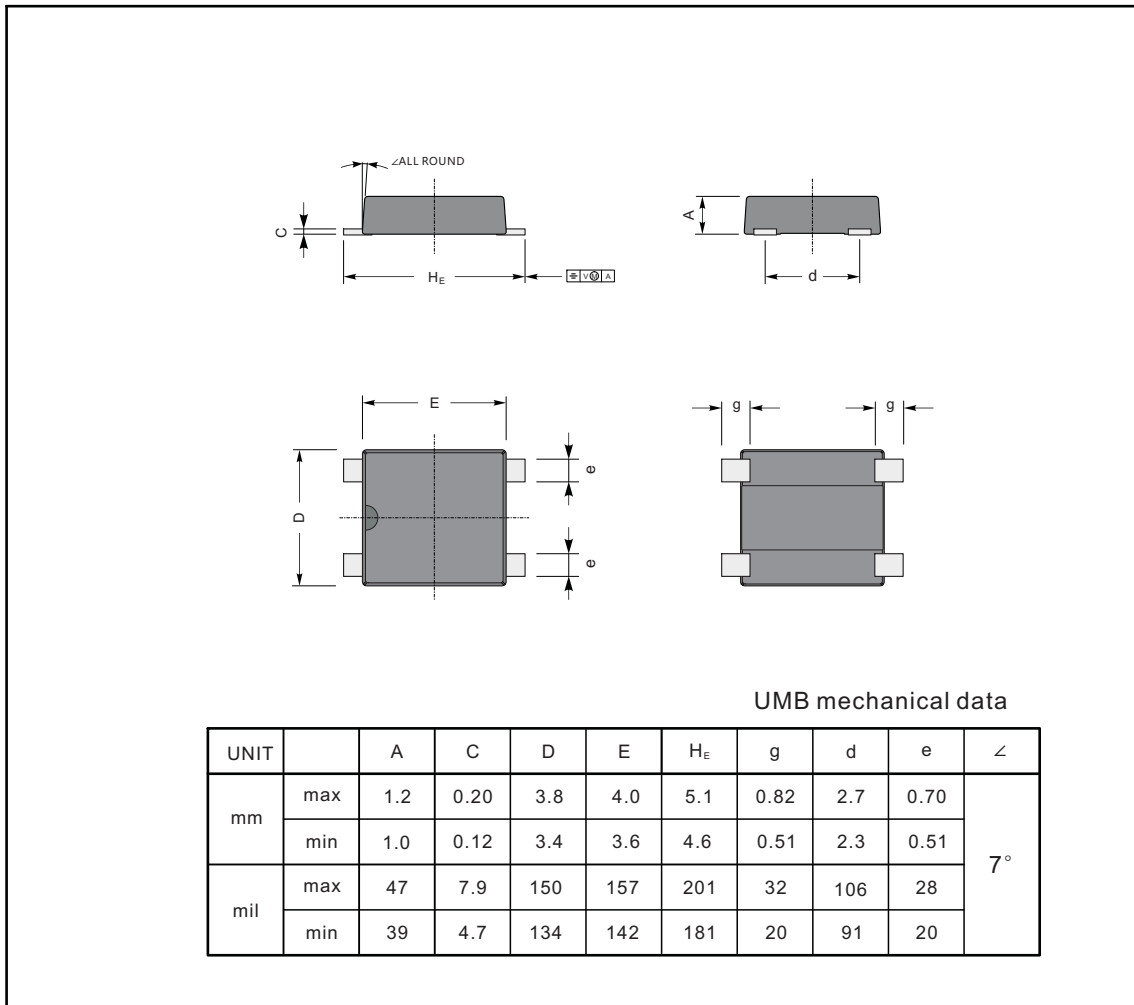 ∠ALL ROUND
C
A
H_E
⌯ V Ⓜ A
d
E
g g
D
e
e
UMB mechanical data
UNIT A C D E H_E g d e ∠
mm max 1.2 0.20 3.8 4.0 5.1 0.82 2.7 0.70 7°
min 1.0 0.12 3.4 3.6 4.6 0.51 2.3 0.51
mil max 47 7.9 150 157 201 32 106 28
min 39 4.7 134 142 181 20 91 20